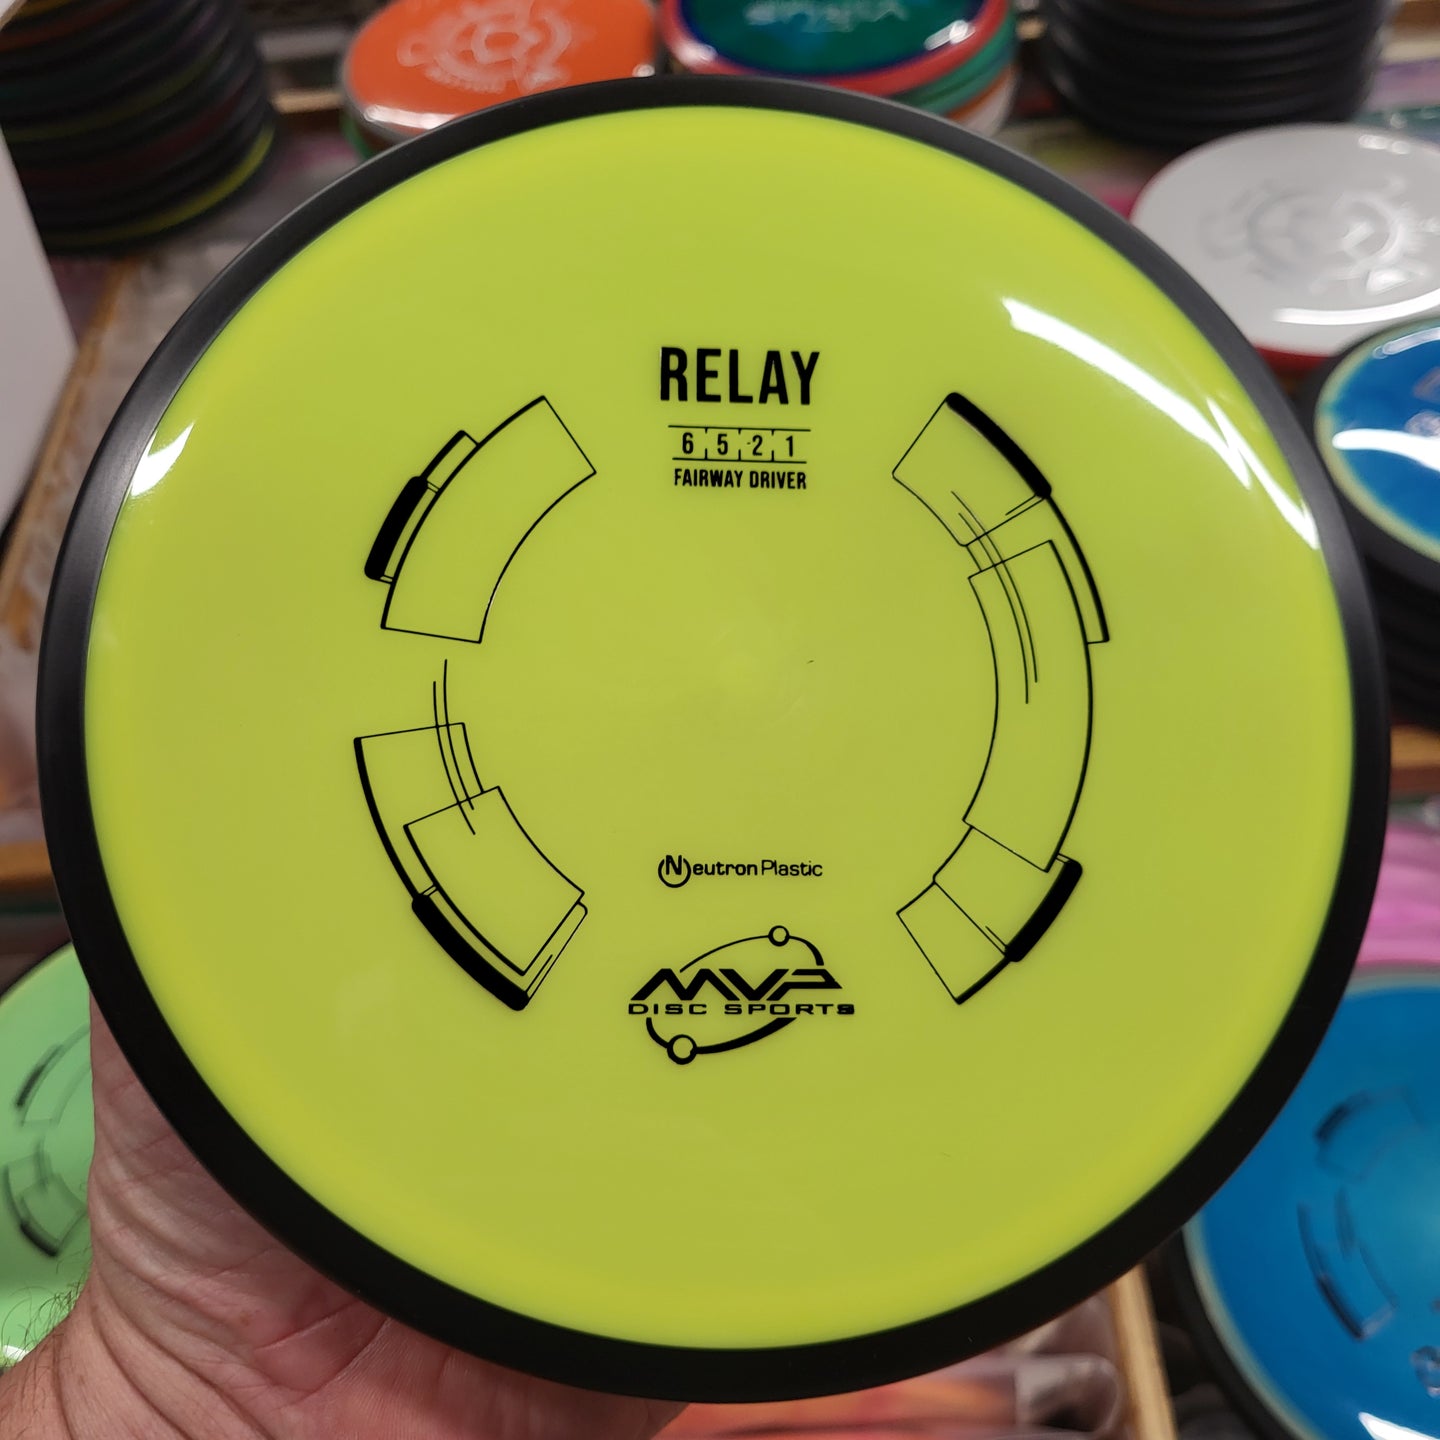 RELAY
6 5 -2 1
FAIRWAY DRIVER
Neutron Plastic
MVP
DISC SPORTS